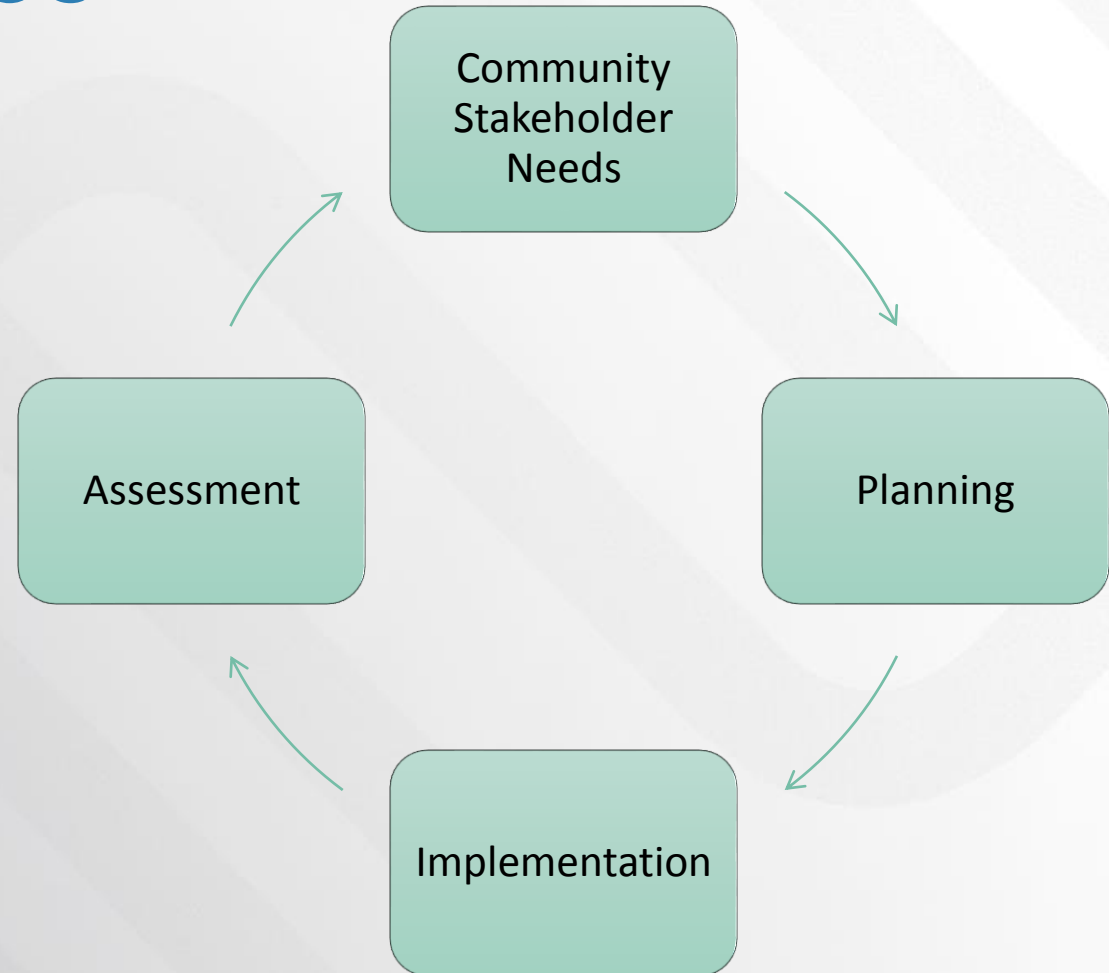 Community
Stakeholder
Needs
Assessment
Planning
Implementation